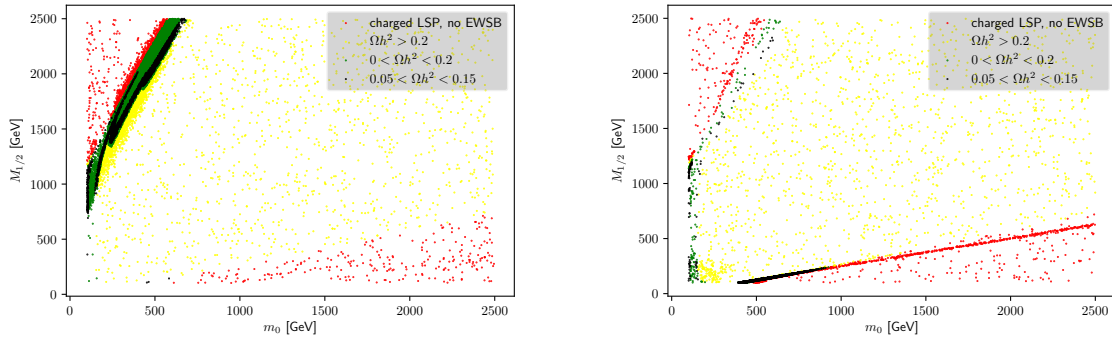 2500
2000
1500
1000
500
0
M1/2 [GeV]
charged LSP, no EWSB
Ωh² > 0.2
0 < Ωh² < 0.2
0.05 < Ωh² < 0.15
0 500 1000 1500 2000 2500
m0 [GeV]
2500
2000
1500
1000
500
0
M1/2 [GeV]
charged LSP, no EWSB
Ωh² > 0.2
0 < Ωh² < 0.2
0.05 < Ωh² < 0.15
0 500 1000 1500 2000 2500
m0 [GeV]